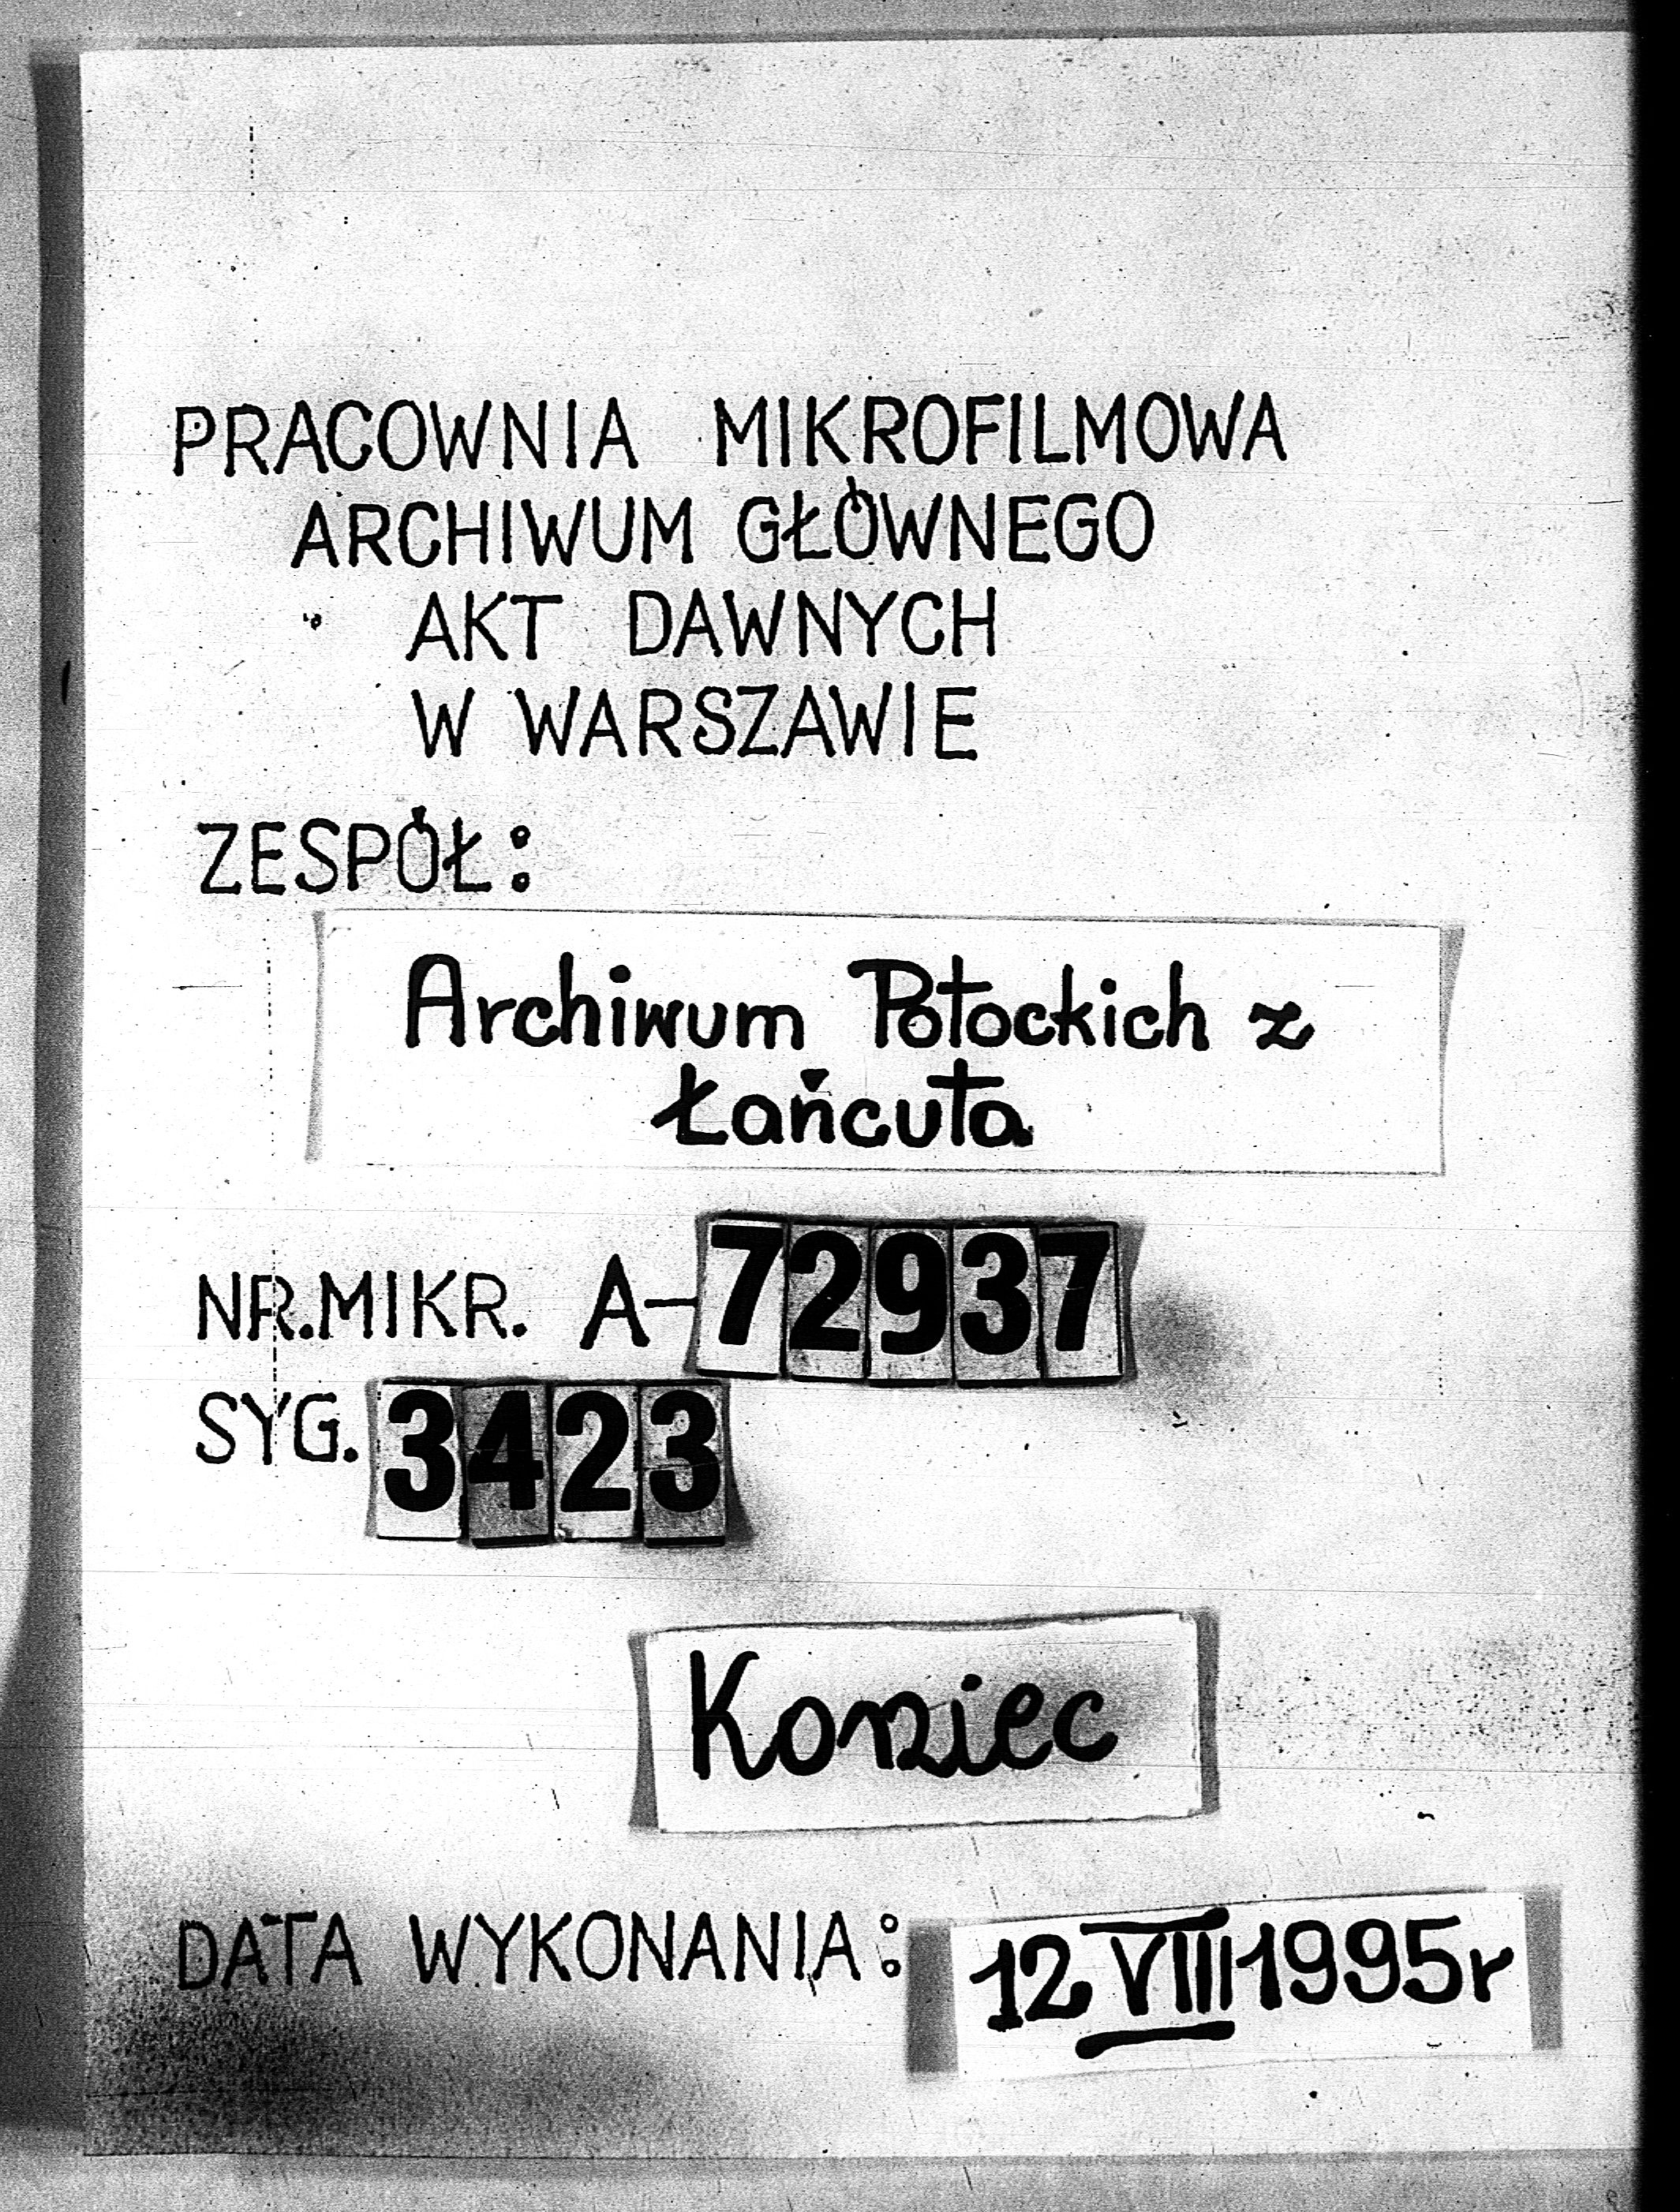 PRACOWNIA MIKROFILMOWA
ARCHIWUM GŁÓWNEGO
AKT DAWNYCH
W WARSZAWIE
ZESPÓŁ:
Archiwum Potockich z
Łańcuta
NR.MIKR. A-72937
SYG. 3423
Koniec
DATA WYKONANIA: 12 VIII 1995r